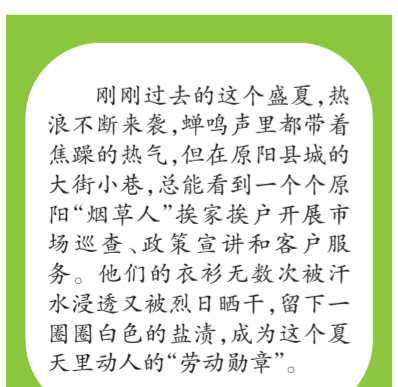 刚刚过去的这个盛夏,热
浪不断来袭,蝉鸣声里都带着
焦躁的热气,但在原阳县城的
大街小巷,总能看到一个个原
阳“烟草人”挨家挨户开展市
场巡查、政策宣讲和客户服
务。他们的衣衫无数次被汗
水浸透又被烈日晒干,留下一
圈圈白色的盐渍,成为这个夏
天里动人的“劳动勋章”。